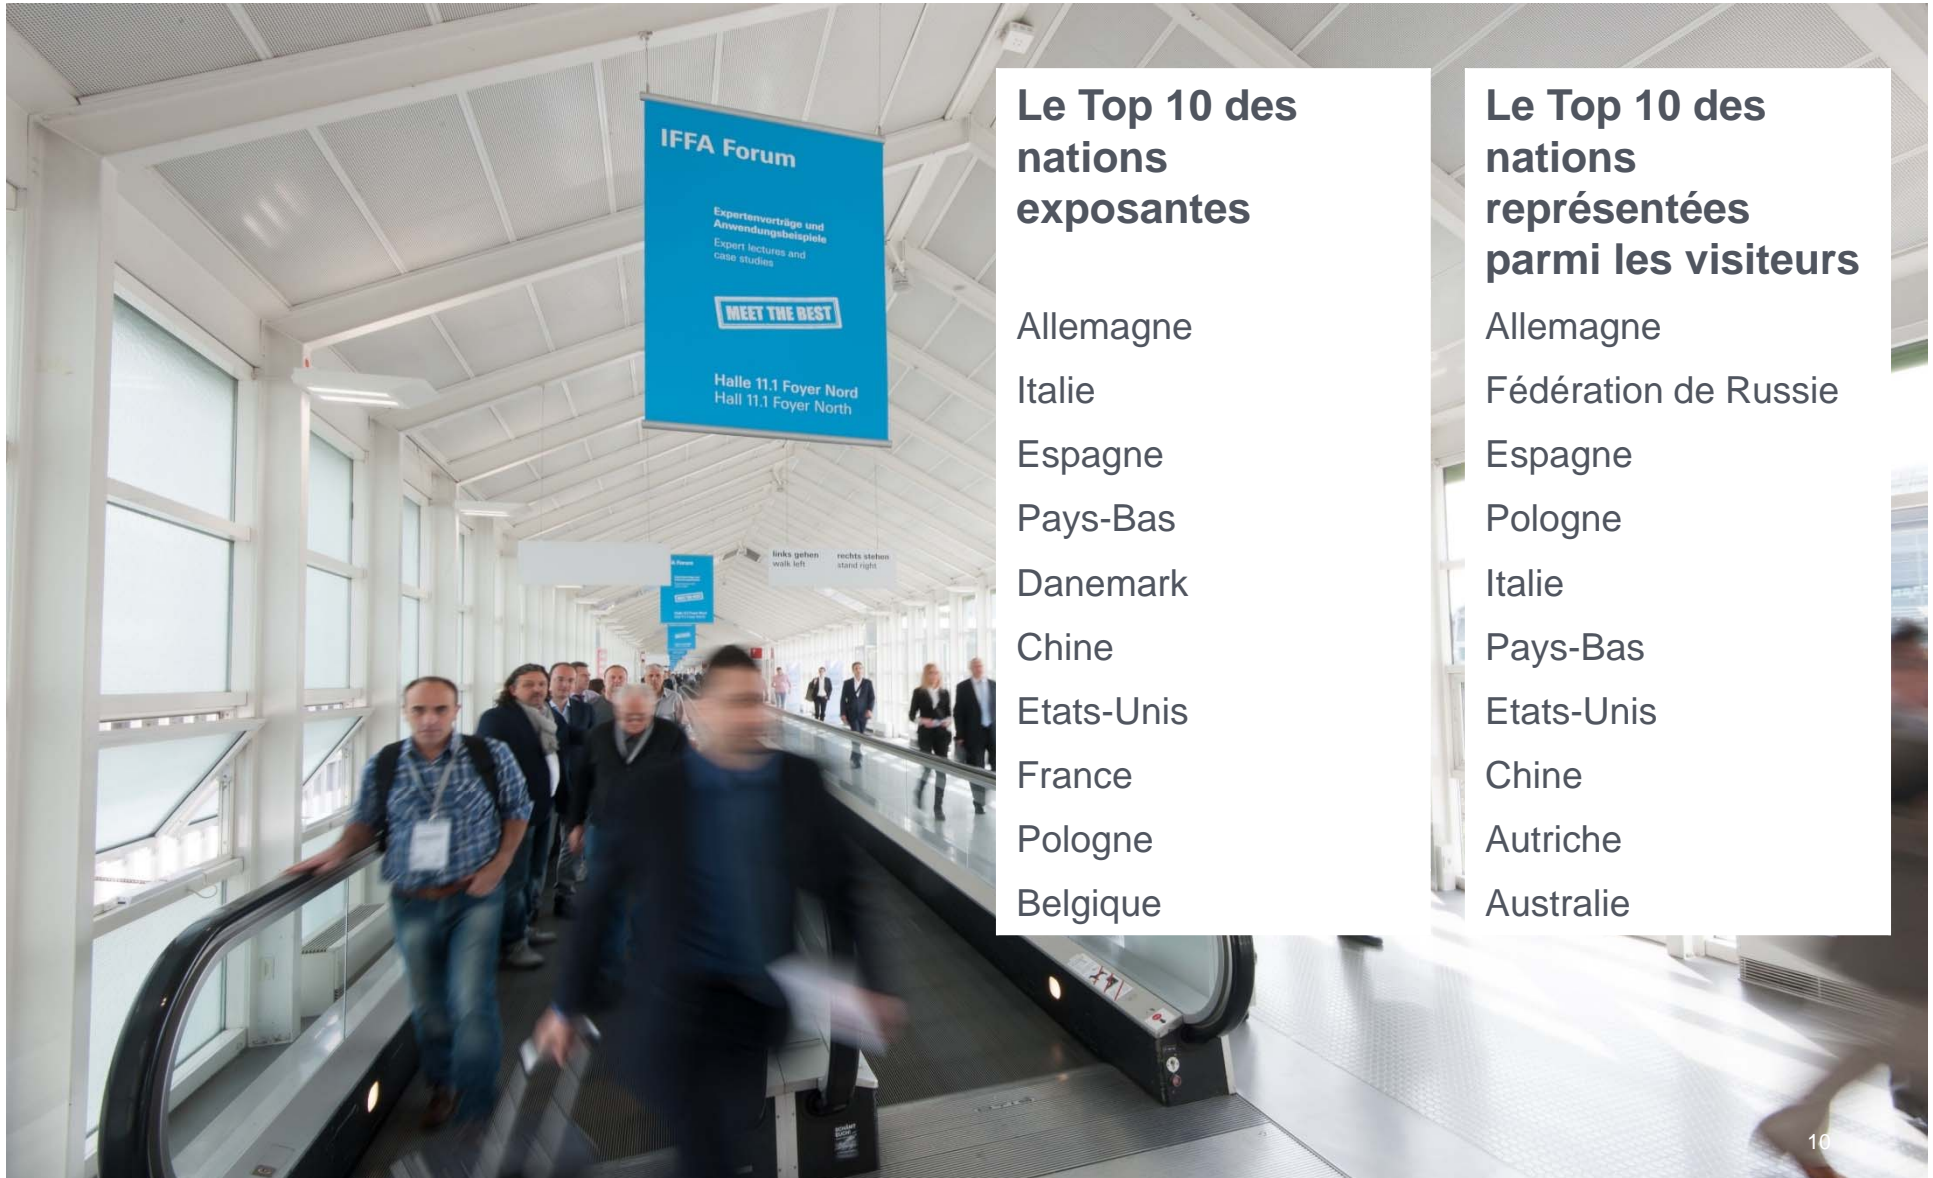 IFFA Forum
Expertenvorträge und
Anwendungsbeispiele
Expert lectures and
case studies
MEET THE BEST
Halle 11.1 Foyer Nord
Hall 11.1 Foyer North
links gehen
walk left
rechts stehen
stand right
Le Top 10 des
nations
exposantes
Allemagne
Italie
Espagne
Pays-Bas
Danemark
Chine
Etats-Unis
France
Pologne
Belgique
Le Top 10 des
nations
représentées
parmi les visiteurs
Allemagne
Fédération de Russie
Espagne
Pologne
Italie
Pays-Bas
Etats-Unis
Chine
Autriche
Australie
10